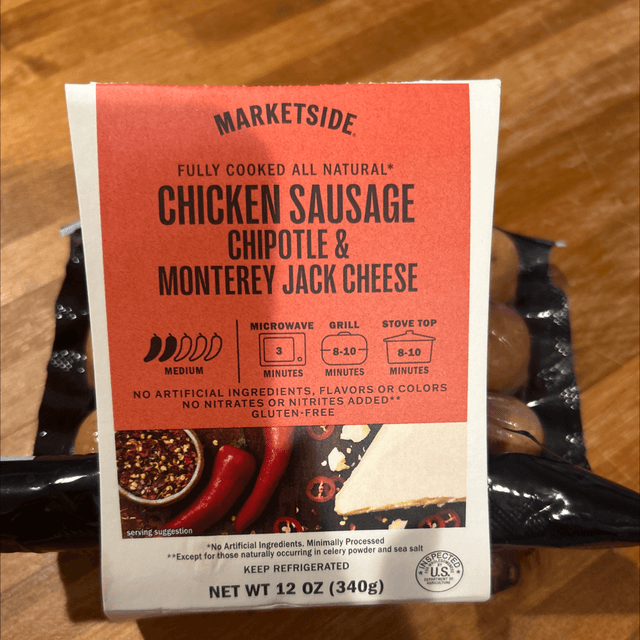 MARKETSIDE
FULLY COOKED ALL NATURAL*
CHICKEN SAUSAGE
CHIPOTLE &
MONTEREY JACK CHEESE
MEDIUM
MICROWAVE
3
MINUTES
GRILL
8-10
MINUTES
STOVE TOP
8-10
MINUTES
NO ARTIFICIAL INGREDIENTS, FLAVORS OR COLORS
NO NITRATES OR NITRITES ADDED**
GLUTEN-FREE
serving suggestion
*No Artificial Ingredients. Minimally Processed
**Except for those naturally occurring in celery powder and sea salt
KEEP REFRIGERATED
NET WT 12 OZ (340g)
INSPECTED
U.S.
DEPARTMENT OF
AGRICULTURE